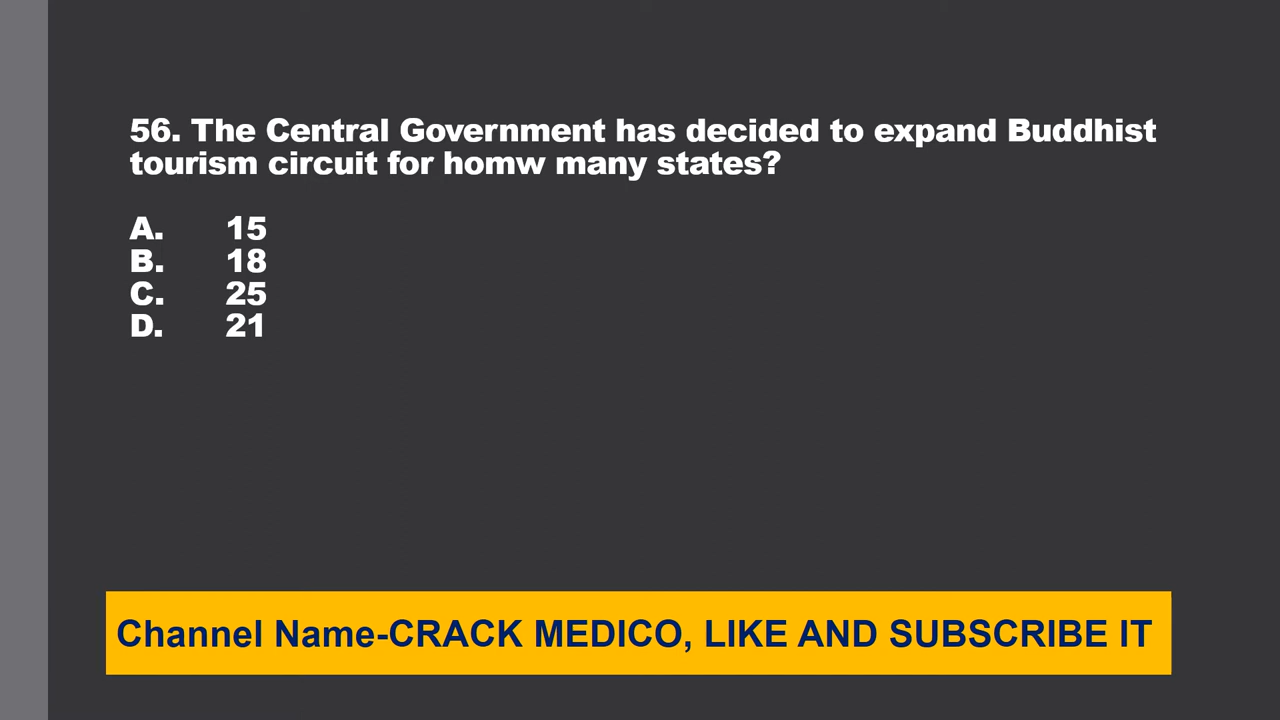 56. The Central Government has decided to expand Buddhist
tourism circuit for homw many states?
A. 15
B. 18
C. 25
D. 21
Channel Name-CRACK MEDICO, LIKE AND SUBSCRIBE IT